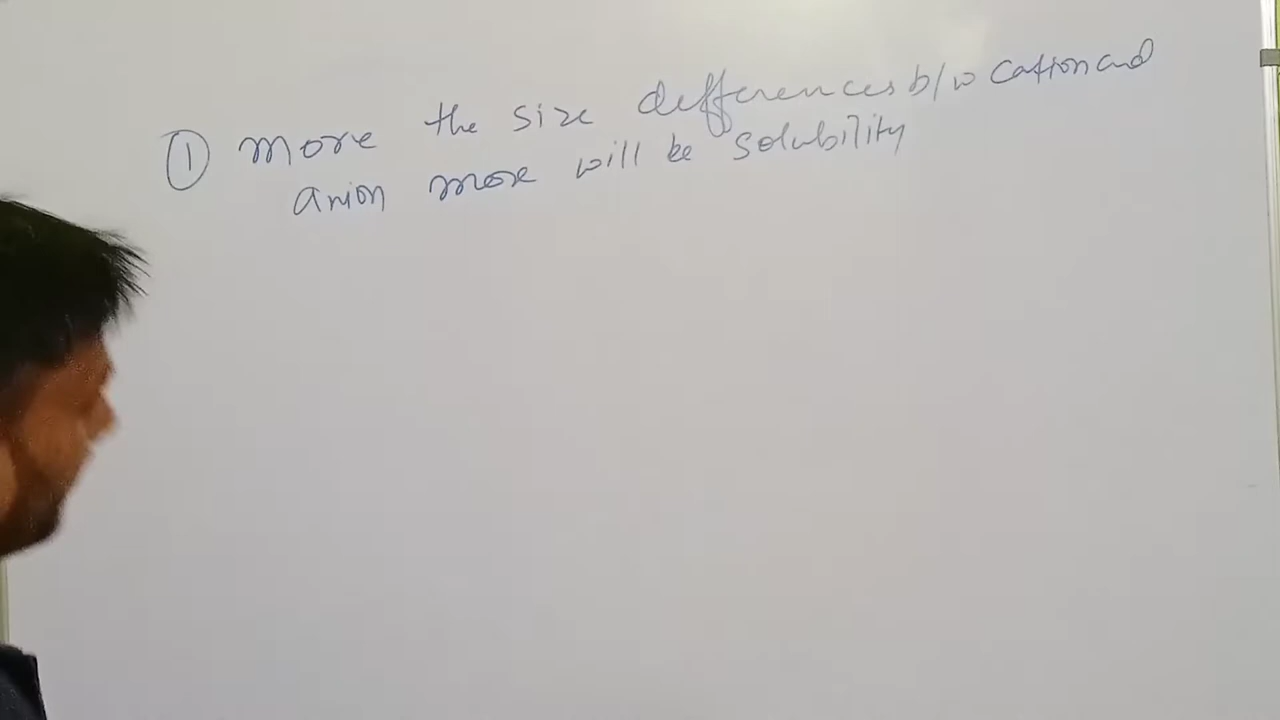 ① more the size differences b/w cation and
anion more will be solubility